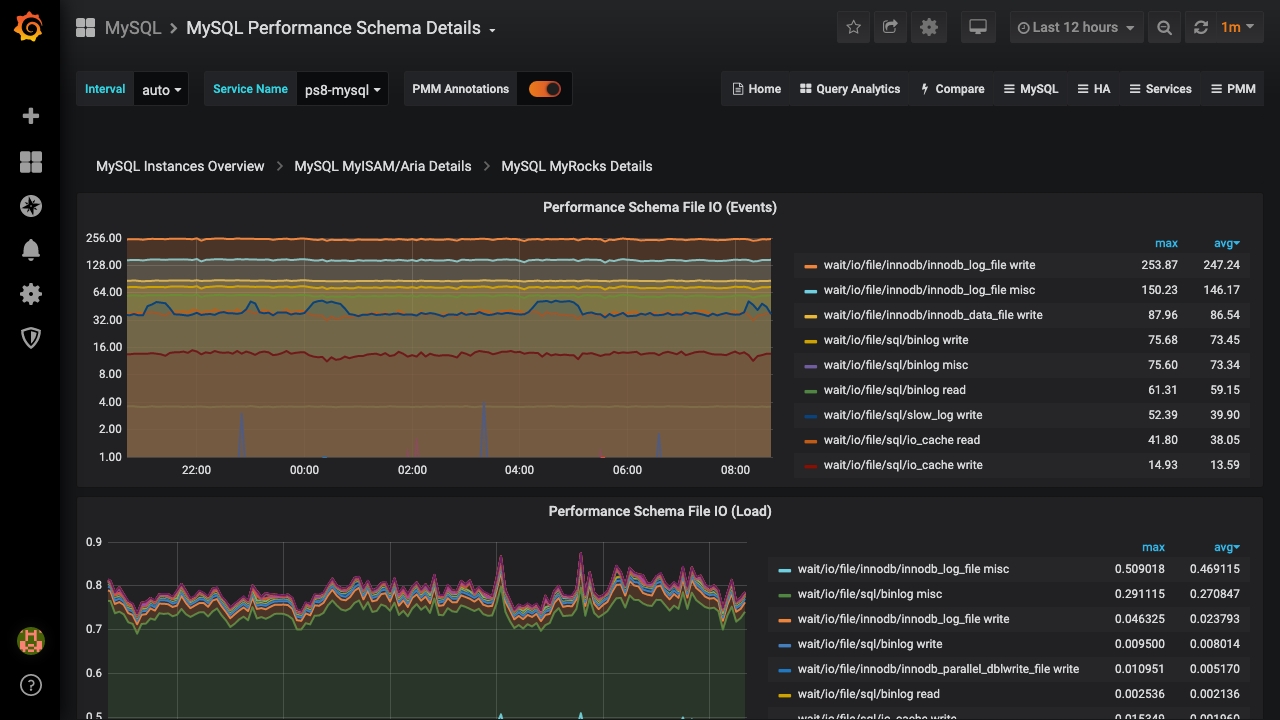 MySQL > MySQL Performance Schema Details
Last 12 hours
1m
Interval auto
Service Name ps8-mysql
PMM Annotations
Home
Query Analytics
Compare
MySQL
HA
Services
PMM
MySQL Instances Overview > MySQL MyISAM/Aria Details > MySQL MyRocks Details
Performance Schema File IO (Events)
256.00
128.00
64.00
32.00
16.00
8.00
4.00
2.00
1.00
22:00 00:00 02:00 04:00 06:00 08:00
max avg
wait/io/file/innodb/innodb_log_file write 253.87 247.24
wait/io/file/innodb/innodb_log_file misc 150.23 146.17
wait/io/file/innodb/innodb_data_file write 87.96 86.54
wait/io/file/sql/binlog write 75.68 73.45
wait/io/file/sql/binlog misc 75.60 73.34
wait/io/file/sql/binlog read 61.31 59.15
wait/io/file/sql/slow_log write 52.39 39.90
wait/io/file/sql/io_cache read 41.80 38.05
wait/io/file/sql/io_cache write 14.93 13.59
Performance Schema File IO (Load)
0.9
0.8
0.7
0.6
0.5
max avg
wait/io/file/innodb/innodb_log_file misc 0.509018 0.469115
wait/io/file/sql/binlog misc 0.291115 0.270847
wait/io/file/innodb/innodb_log_file write 0.046325 0.023793
wait/io/file/sql/binlog write 0.009500 0.008014
wait/io/file/innodb/innodb_parallel_dblwrite_file write 0.010951 0.005170
wait/io/file/sql/binlog read 0.002536 0.002136
wait/io/file/sql/io_cache write 0.015349 0.001960